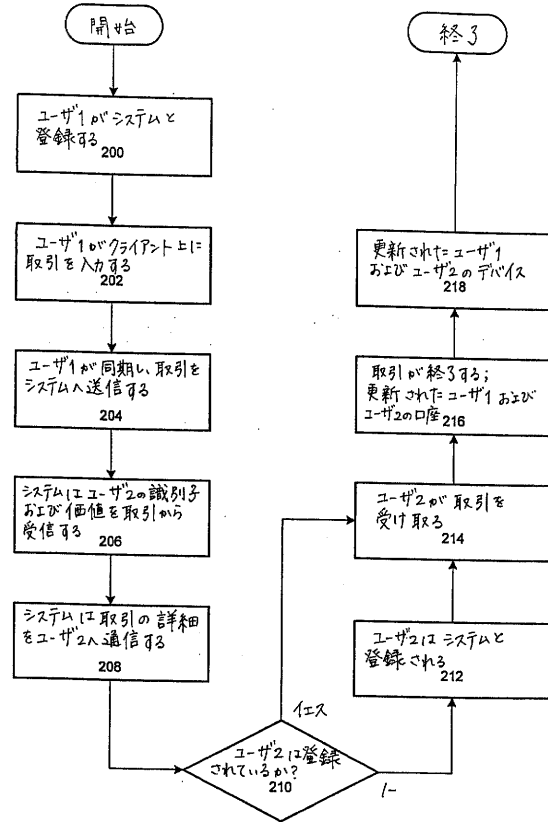 開始
ユーザ1がシステムと
登録する
200
ユーザ1がクライアント上に
取引を入力する
202
ユーザ1が同期し、取引を
システムへ送信する
204
システムはユーザ2の識別子
および価値を取引から
受信する
206
システムは取引の詳細
をユーザ2へ通信する
208
ユーザ2は登録
されているか?
210
イエス
ノー
ユーザ2はシステムと
登録される
212
ユーザ2が取引を
受け取る
214
取引が終了する;
更新されたユーザ1および
ユーザ2の口座
216
更新されたユーザ1
およびユーザ2のデバイス
218
終了